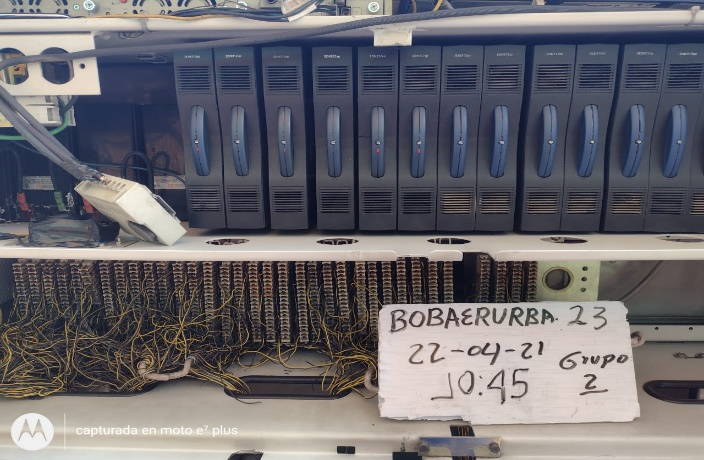 BOBAERURBA. 23
22-04-21
10:45
Grupo
2
capturada en moto e⁷ plus